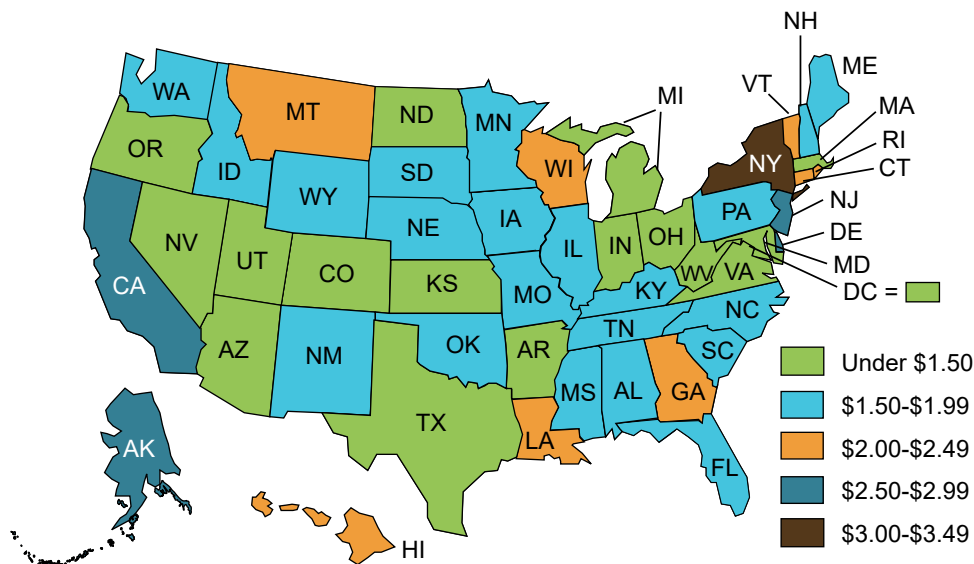 NH
ME
VT
MA
WA
MT
ND
MN
MI
RI
OR
ID
SD
WI
NY
CT
WY
NE
IA
PA
NJ
NV
UT
CO
KS
IL
IN
OH
WV
VA
DE
MD
CA
MO
KY
DC =
AZ
NM
OK
AR
TN
NC
SC
TX
LA
MS
AL
GA
FL
AK
HI
Under $1.50
$1.50-$1.99
$2.00-$2.49
$2.50-$2.99
$3.00-$3.49